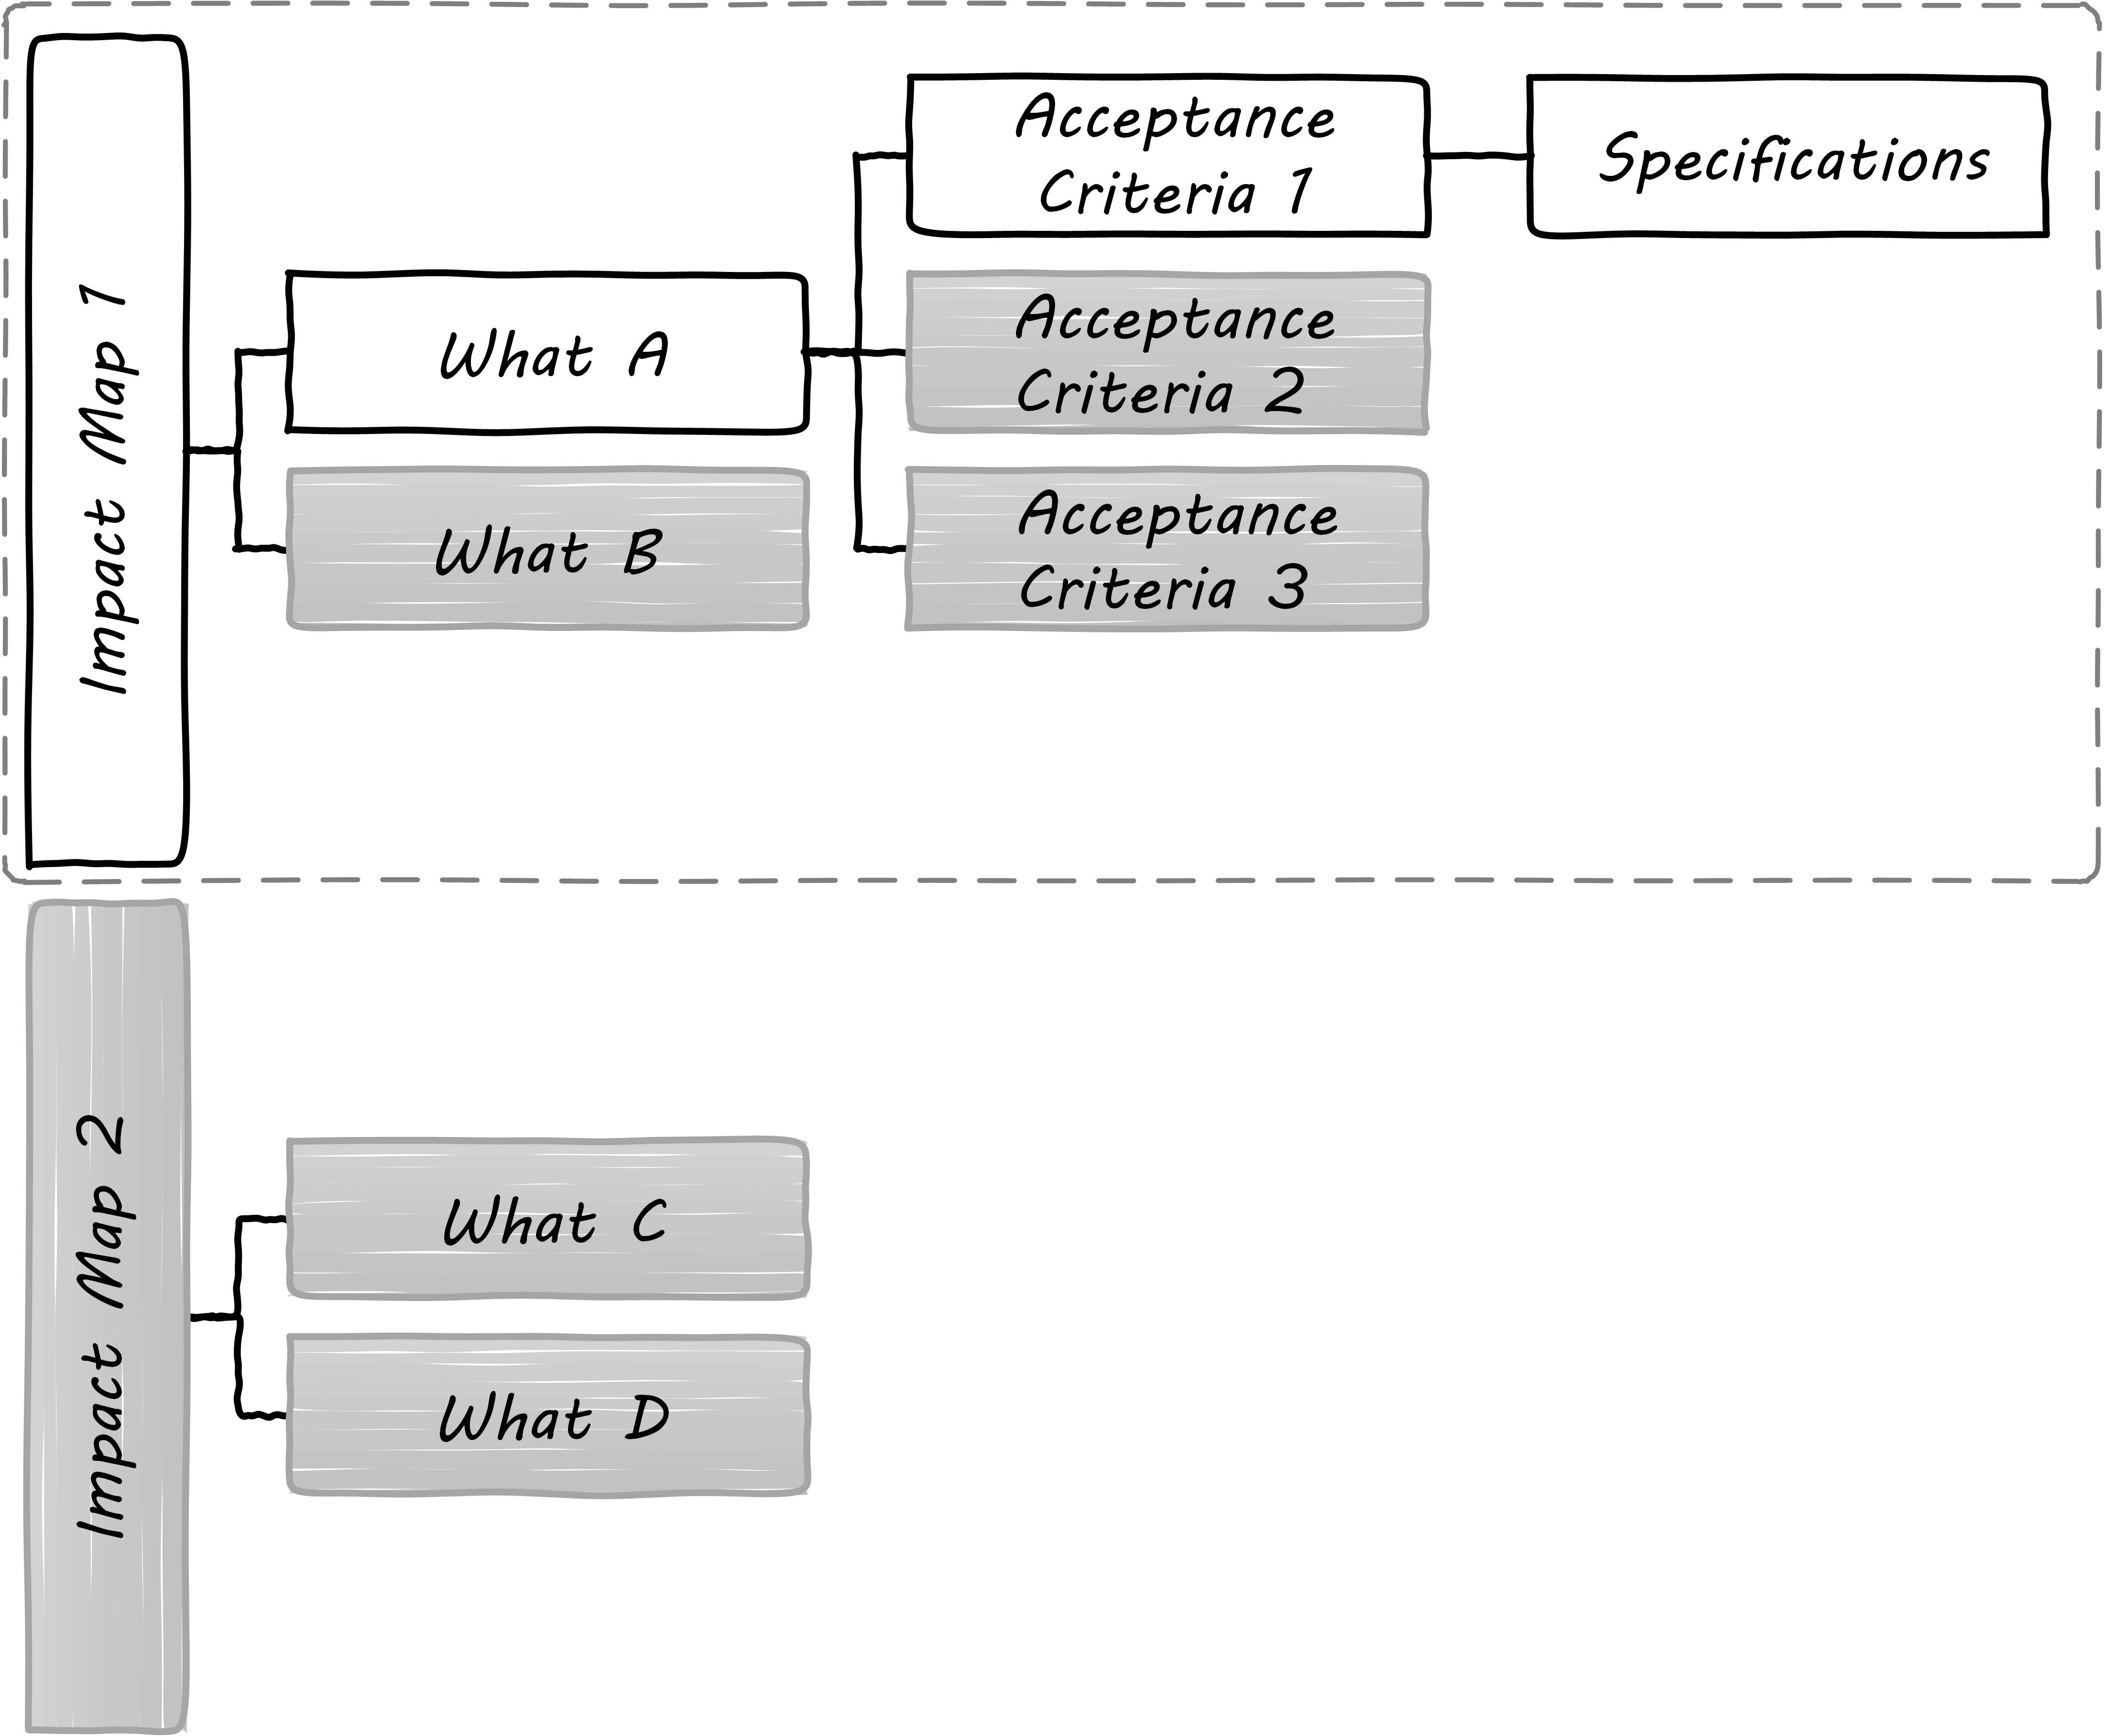 Impact Map 1
What A
What B
Acceptance
Criteria 1
Acceptance
Criteria 2
Acceptance
Criteria 3
Specifications
Impact Map 2
What C
What D